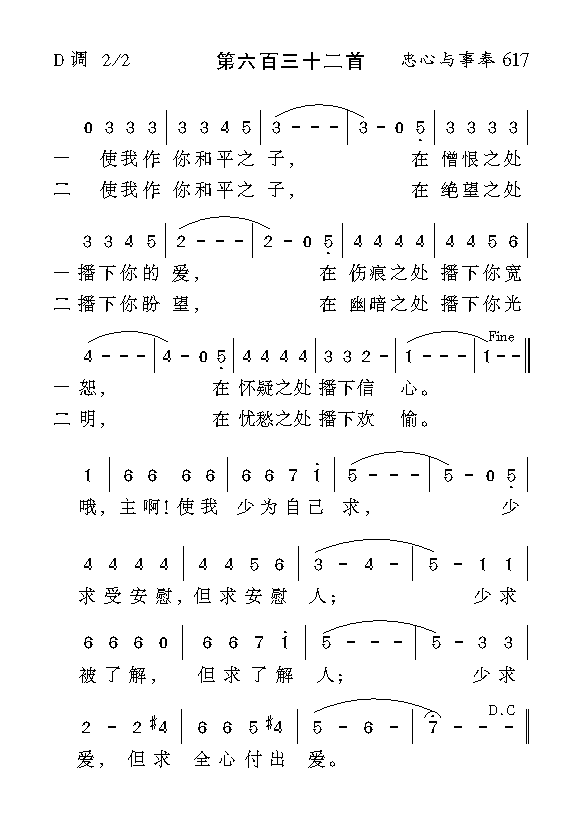 D 调 2/2 第六百三十二首 忠心与事奉 617
0 3 3 3 | 3 3 4 5 | 3 - - - | 3 - 0 5̣ | 3 3 3 3
一 使我作 你和平之 子， 在 憎恨之处
二 使我作 你和平之 子， 在 绝望之处
3 3 4 5 | 2 - - - | 2 - 0 5̣ | 4 4 4 4 | 4 4 5 6
一播下你的 爱， 在 伤痕之处 播下你宽
二播下你盼 望， 在 幽暗之处 播下你光
Fine
4 - - - | 4 - 0 5̣ | 4 4 4 4 | 3 3 2 - | 1 - - - | 1 - - ‖
一 恕， 在 怀疑之处 播下信 心。
二 明， 在 忧愁之处 播下欢 愉。
1 | 6 6 6 6 | 6 6 7 i | 5 - - - | 5 - 0 5̣
哦，主啊！使我 少为自己 求， 少
4 4 4 4 | 4 4 5 6 | 3 - 4 - | 5 - 1 1
求受安慰，但求安慰 人； 少求
6 6 6 0 | 6 6 7 i | 5 - - - | 5 - 3 3
被了解， 但求了解 人； 少求
D.C
2 - 2 #4 | 6 6 5 #4 | 5 - 6 - | 7 - - - ‖
爱，但求 全心付出 爱。